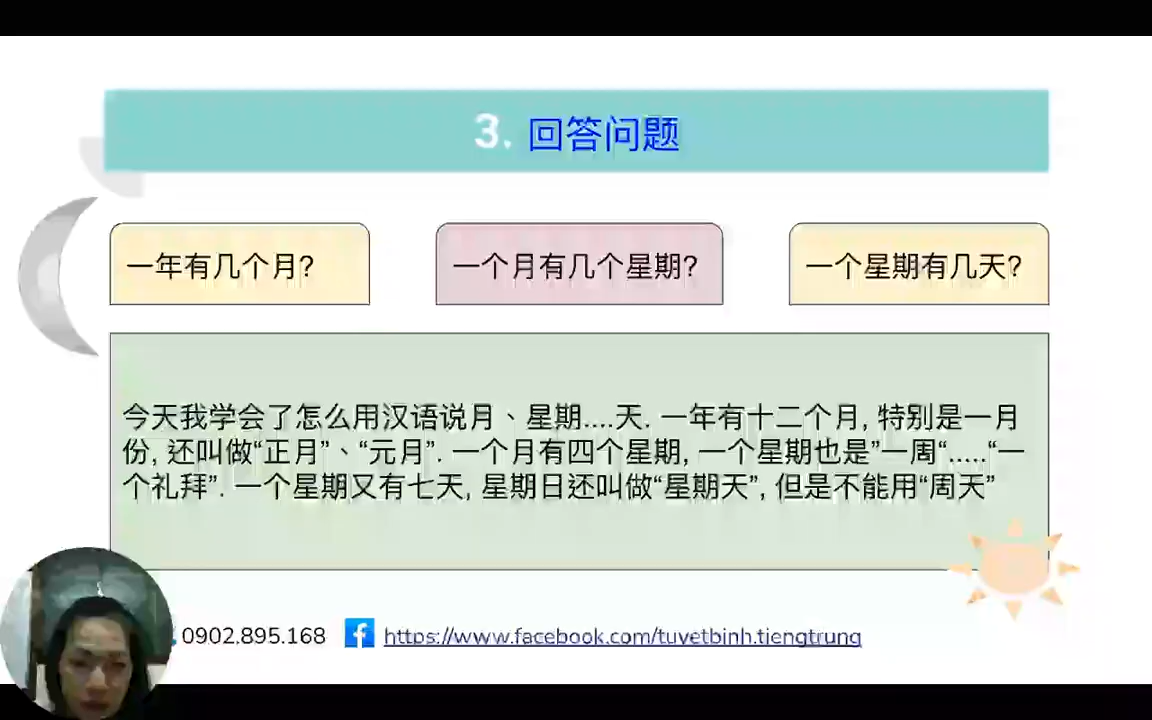 3. 回答问题
一年有几个月?
一个月有几个星期?
一个星期有几天?
今天我学会了怎么用汉语说月、星期....天. 一年有十二个月, 特别是一月
份, 还叫做“正月”、“元月”. 一个月有四个星期, 一个星期也是”一周“.....“一
个礼拜”. 一个星期又有七天, 星期日还叫做“星期天”, 但是不能用“周天”
0902.895.168
https://www.facebook.com/tuyetbinh.tiengtrung